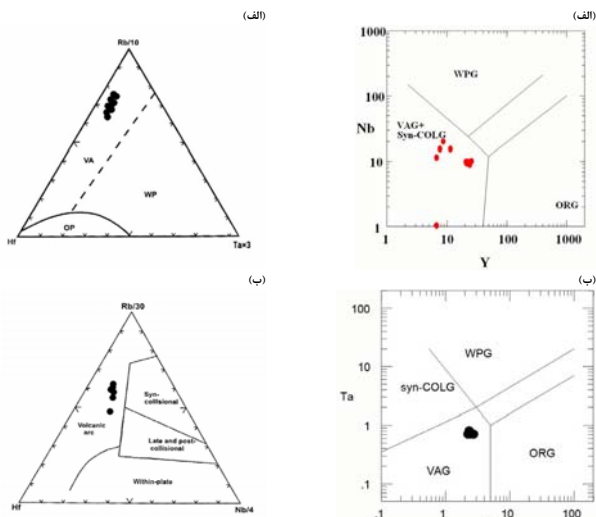 (الف)
Rb/10
VA
WP
OP
Hf
Ta×3
(الف)
1000
100
10
1
Nb
WPG
VAG+
Syn-COLG
ORG
1
10
100
1000
Y
(ب)
Rb/30
Syn-
collisional
Volcanic
arc
Late and post-
collisional
Within-plate
Hf
Nb/4
(ب)
100
10
1
.1
Ta
WPG
syn-COLG
VAG
ORG
.1
1
10
100